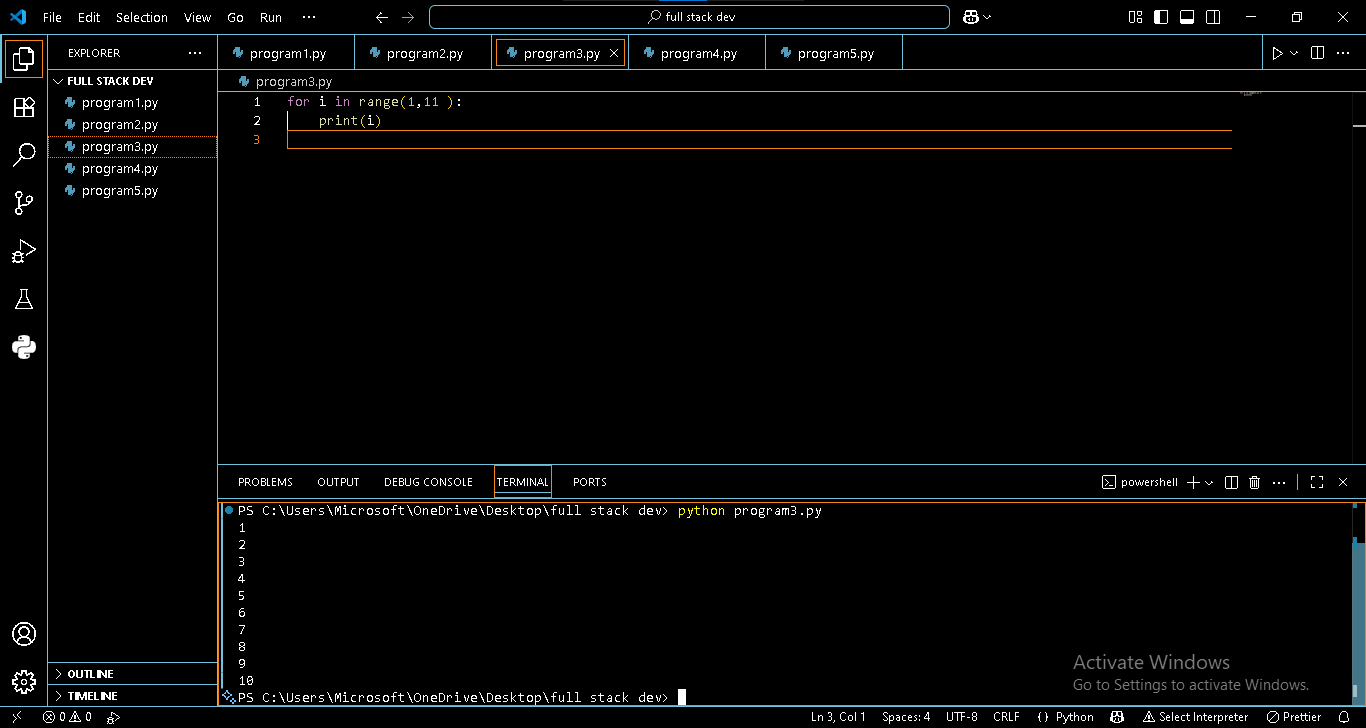 File Edit Selection View Go Run ···
full stack dev
EXPLORER ···
FULL STACK DEV
program1.py
program2.py
program3.py
program4.py
program5.py
OUTLINE
TIMELINE
program1.py program2.py program3.py program4.py program5.py
program3.py
1 for i in range(1,11 ):
2     print(i)
3
PROBLEMS OUTPUT DEBUG CONSOLE TERMINAL PORTS
powershell
PS C:\Users\Microsoft\OneDrive\Desktop\full stack dev> python program3.py
1
2
3
4
5
6
7
8
9
10
PS C:\Users\Microsoft\OneDrive\Desktop\full stack dev>
Activate Windows
Go to Settings to activate Windows.
0 0 Ln 3, Col 1 Spaces: 4 UTF-8 CRLF {} Python Select Interpreter Prettier